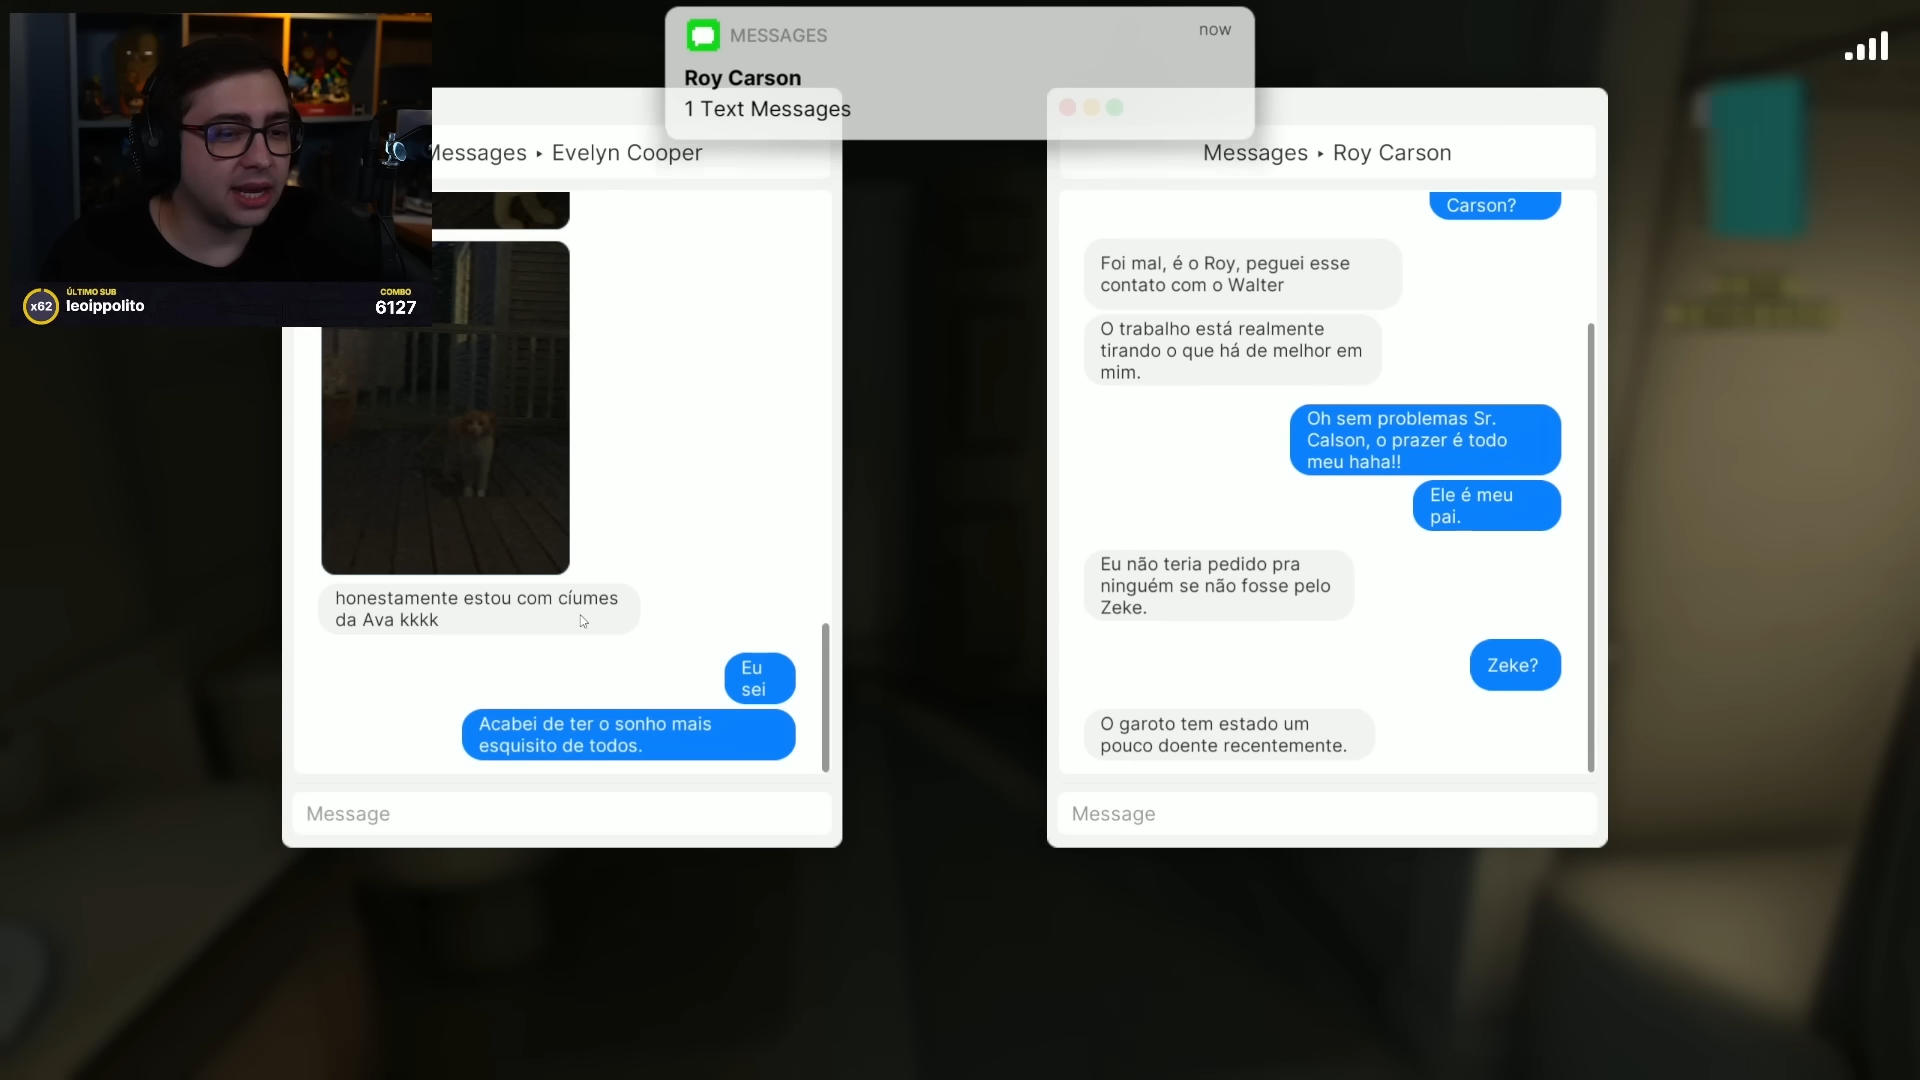 MESSAGES
now
Roy Carson
1 Text Messages
ÚLTIMO SUB
x62
leoippolito
COMBO
6127
Messages ▸ Evelyn Cooper
honestamente estou com cíumes
da Ava kkkk
Eu
sei
Acabei de ter o sonho mais
esquisito de todos.
Message
Messages ▸ Roy Carson
Carson?
Foi mal, é o Roy, peguei esse
contato com o Walter
O trabalho está realmente
tirando o que há de melhor em
mim.
Oh sem problemas Sr.
Calson, o prazer é todo
meu haha!!
Ele é meu
pai.
Eu não teria pedido pra
ninguém se não fosse pelo
Zeke.
Zeke?
O garoto tem estado um
pouco doente recentemente.
Message